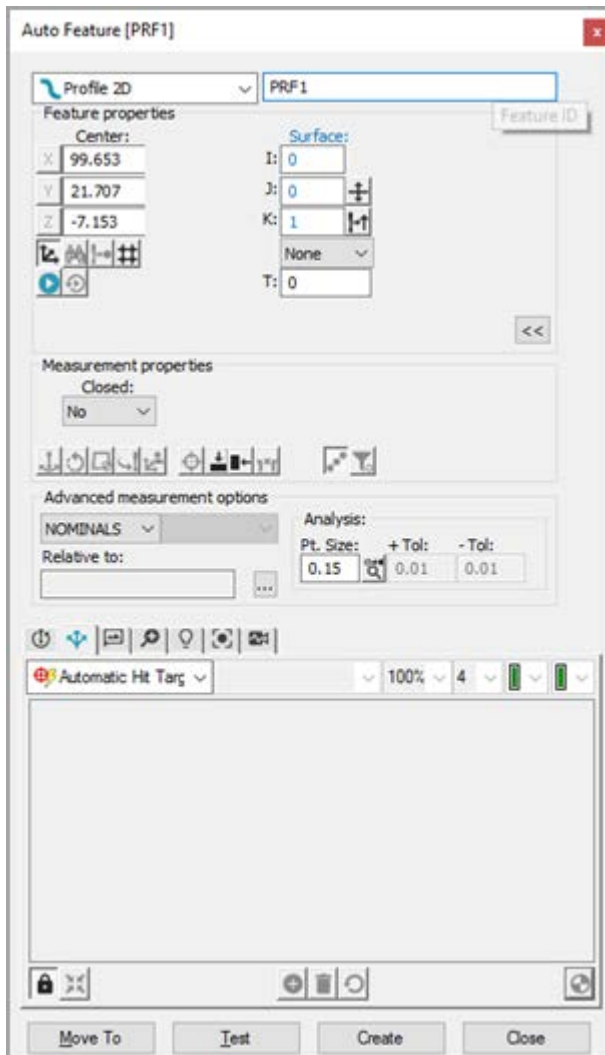 Auto Feature [PRF1]
x
Profile 2D PRF1
Feature ID
Feature properties
Center: Surface:
X 99.653 I: 0
Y 21.707 J: 0
Z -7.153 K: 1
None
T: 0
<<
Measurement properties
Closed:
No
Advanced measurement options
NOMINALS
Analysis:
Pt. Size: + Tol: - Tol:
0.15 0.01 0.01
Relative to:
...
Automatic Hit Targ 100% 4
Move To Test Create Close